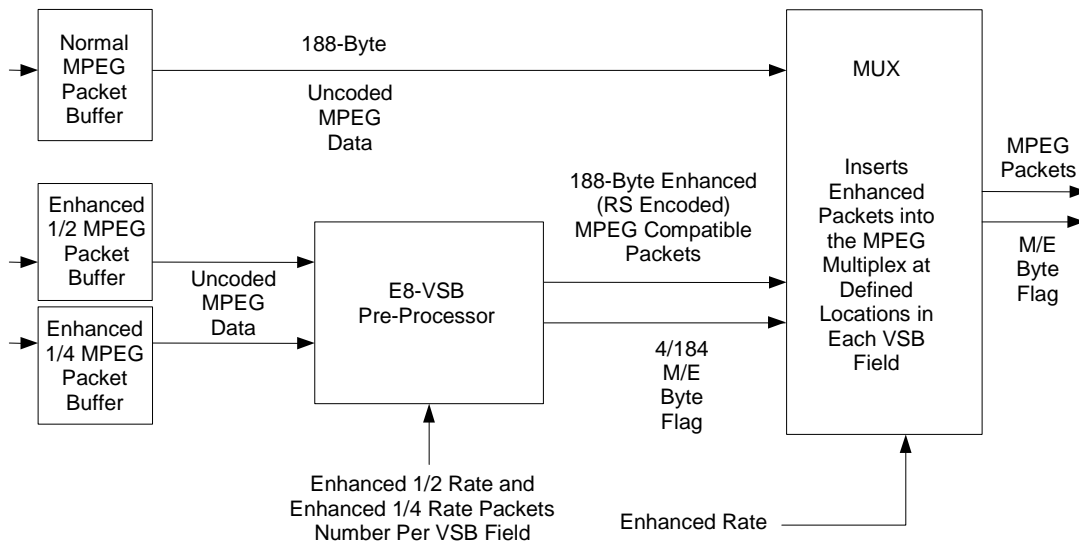 Normal
MPEG
Packet
Buffer
188-Byte
Uncoded
MPEG
Data
Enhanced
1/2 MPEG
Packet
Buffer
Enhanced
1/4 MPEG
Packet
Buffer
Uncoded
MPEG
Data
E8-VSB
Pre-Processor
Enhanced 1/2 Rate and
Enhanced 1/4 Rate Packets
Number Per VSB Field
188-Byte Enhanced
(RS Encoded)
MPEG Compatible
Packets
4/184
M/E
Byte
Flag
MUX
Inserts
Enhanced
Packets into
the MPEG
Multiplex at
Defined
Locations in
Each VSB
Field
Enhanced Rate
MPEG
Packets
M/E
Byte
Flag